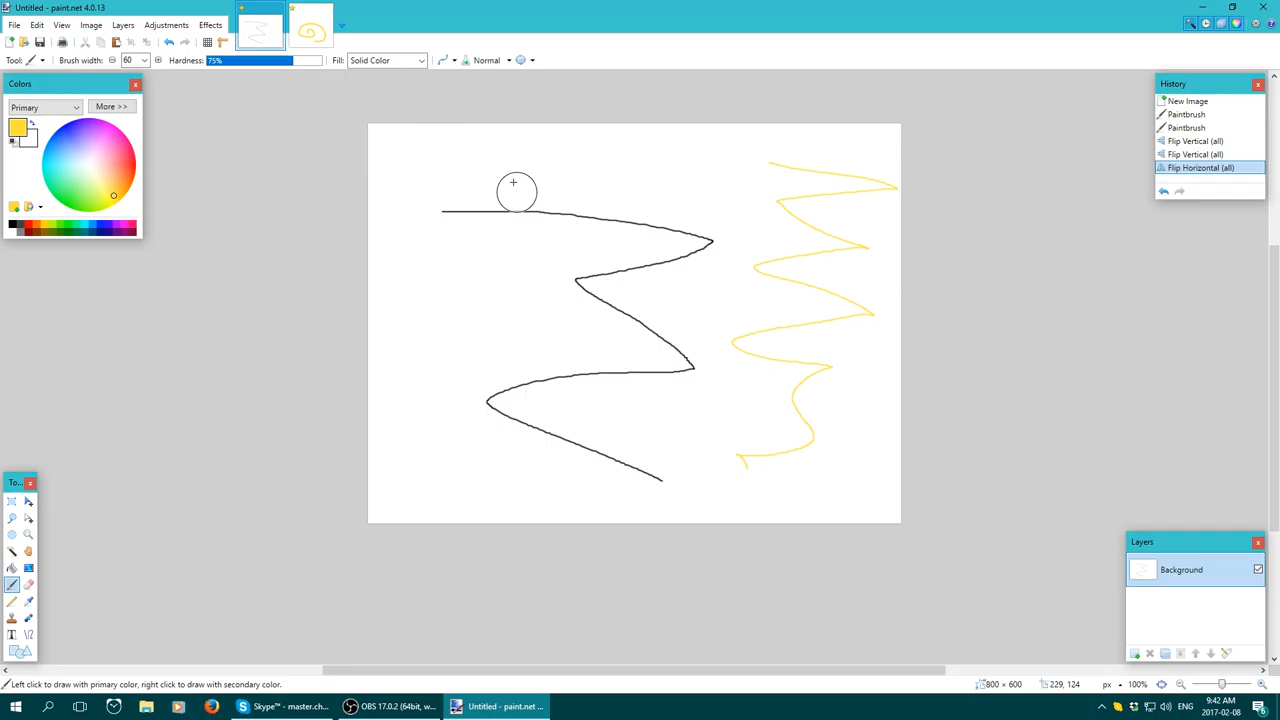 Untitled - paint.net 4.0.13
File Edit View Image Layers Adjustments Effects
Tool: Brush width: 60 Hardness: 75% Fill: Solid Color Normal
Colors
Primary More >>
History
New Image
Paintbrush
Paintbrush
Flip Vertical (all)
Flip Vertical (all)
Flip Horizontal (all)
To...
Layers
Background
Left click to draw with primary color, right click to draw with secondary color. 800 × 600 229, 124 px 100%
Skype™ - master.ch... OBS 17.0.2 (64bit, w... Untitled - paint.net ... ENG 9:42 AM
2017-02-08